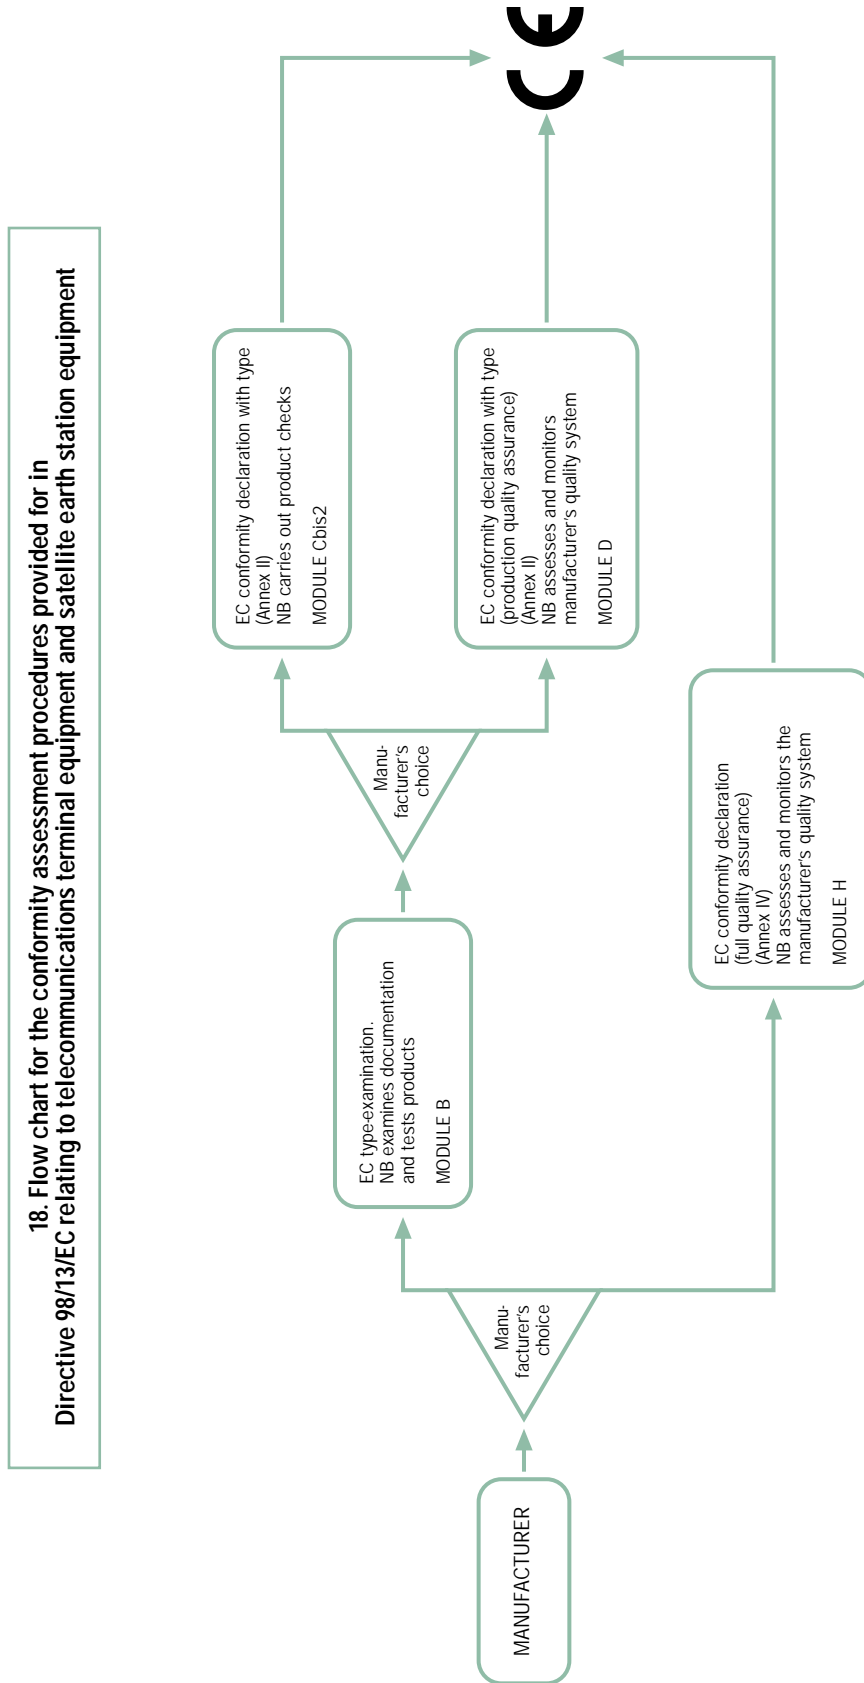 18. Flow chart for the conformity assessment procedures provided for in
Directive 98/13/EC relating to telecommunications terminal equipment and satellite earth station equipment
MANUFACTURER
Manu-
facturer's
choice
EC type-examination.
NB examines documentation
and tests products
MODULE B
Manu-
facturer's
choice
EC conformity declaration with type
(Annex II)
NB carries out product checks
MODULE Cbis2
EC conformity declaration with type
(production quality assurance)
(Annex II)
NB assesses and monitors
manufacturer's quality system
MODULE D
EC conformity declaration
(full quality assurance)
(Annex IV)
NB assesses and monitors the
manufacturer's quality system
MODULE H
CE